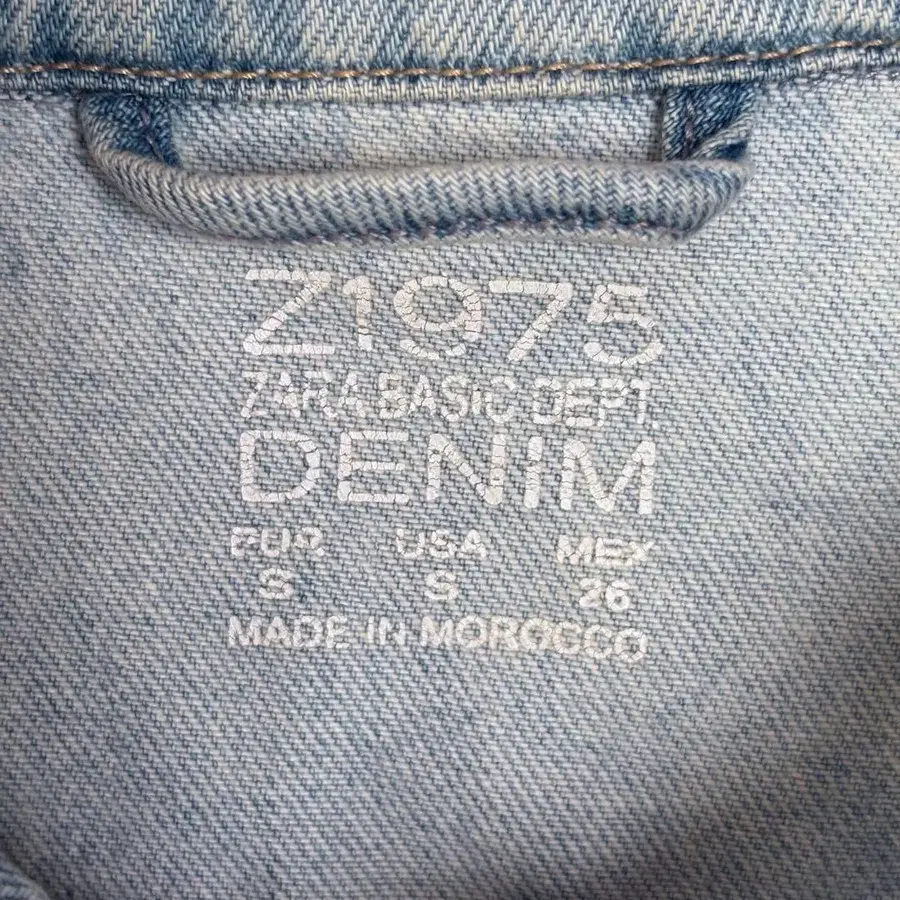 Z1975
ZARA BASIC DEPT.
DENIM
EUR USA MEX
S S 26
MADE IN MOROCCO